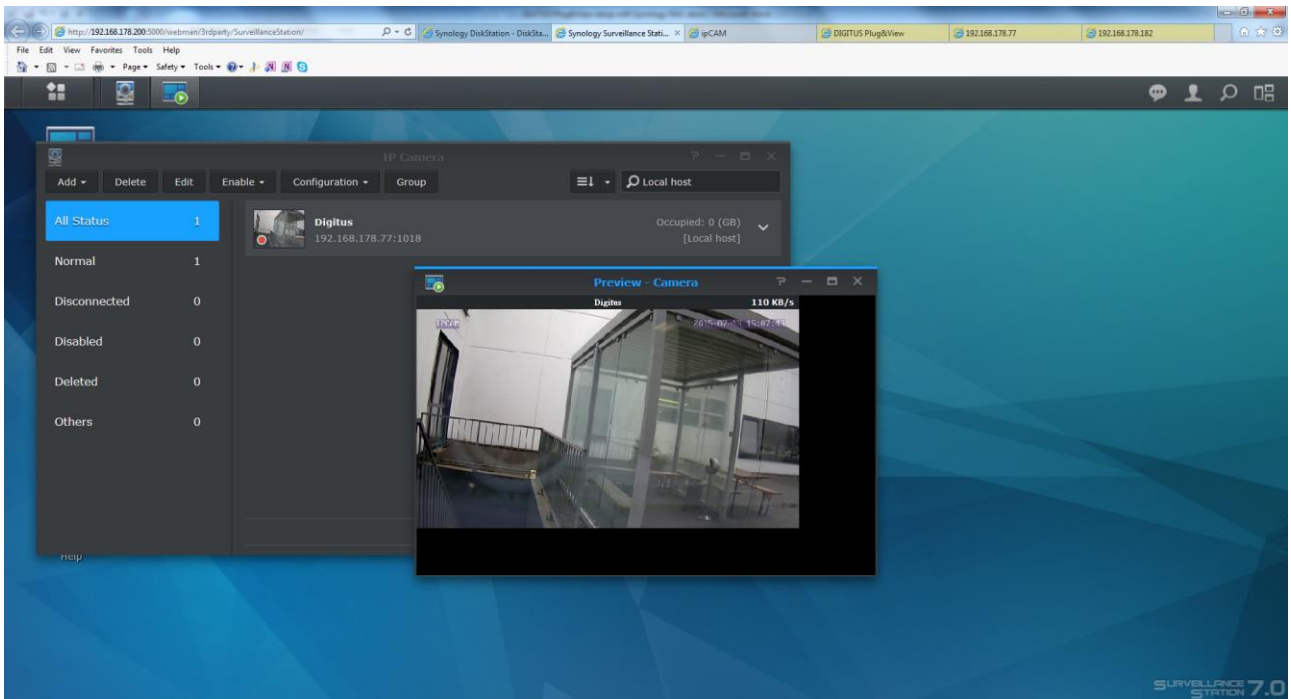 http://192.168.178.200:5000/webman/3rdparty/SurveillanceStation/
Synology DiskStation - DiskSta...
Synology Surveillance Stati...
ipCAM
DIGITUS Plug&View
192.168.178.77
192.168.178.182
File Edit View Favorites Tools Help
Page Safety Tools
IP Camera
Add Delete Edit Enable Configuration Group
Local host
All Status 1
Digitus
Occupied: 0 (GB)
192.168.178.77:1018
[Local host]
Normal 1
Disconnected 0
Disabled 0
Deleted 0
Others 0
Preview - Camera
Digitus 110 KB/s
IPCAM
Help
SURVEILLANCE STATION 7.0